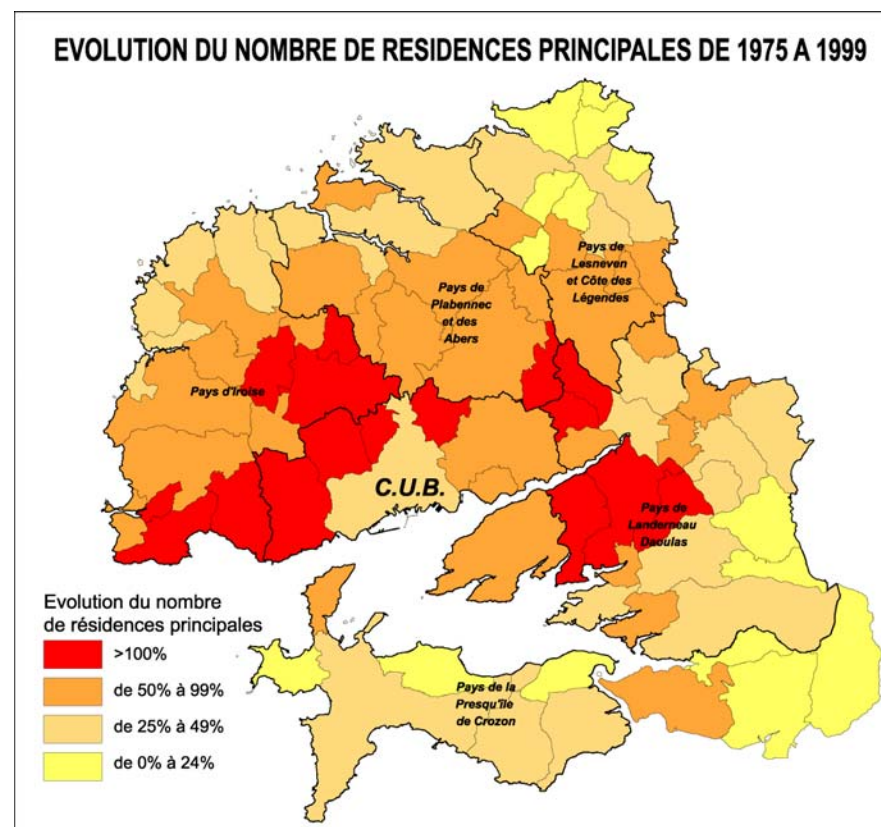 EVOLUTION DU NOMBRE DE RESIDENCES PRINCIPALES DE 1975 A 1999
Pays de
Lesneven
et Côte des
Légendes
Pays de
Plabennec
et des
Abers
Pays d'Iroise
C.U.B.
Pays de
Landerneau
Daoulas
Pays de la
Presqu'île
de Crozon
Evolution du nombre
de résidences principales
>100%
de 50% à 99%
de 25% à 49%
de 0% à 24%